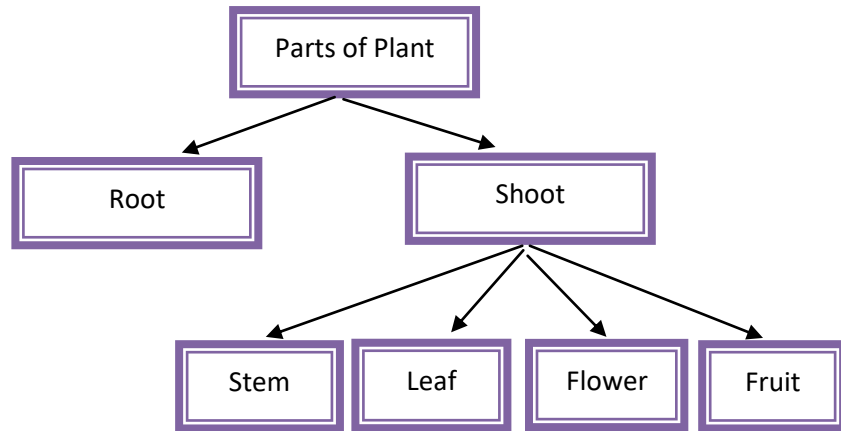 Parts of Plant
Root
Shoot
Stem
Leaf
Flower
Fruit